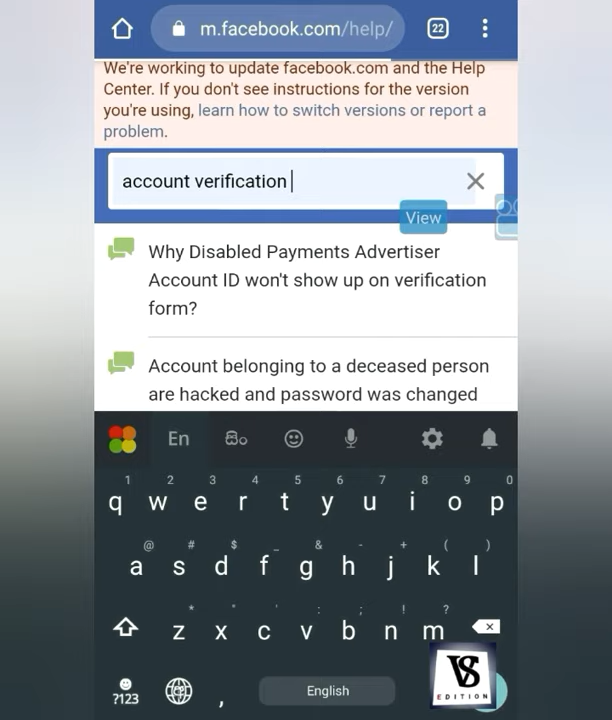 m.facebook.com/help/
22
We're working to update facebook.com and the Help
Center. If you don't see instructions for the version
you're using, learn how to switch versions or report a
problem.
account verification
View
Why Disabled Payments Advertiser
Account ID won't show up on verification
form?
Account belonging to a deceased person
are hacked and password was changed
En
1 2 3 4 5 6 7 8 9 0
q w e r t y u i o p
@ # $ _ & - + ( )
a s d f g h j k l
* " ' : ; ! ?
z x c v b n m
?123
,
English
VS
EDITION